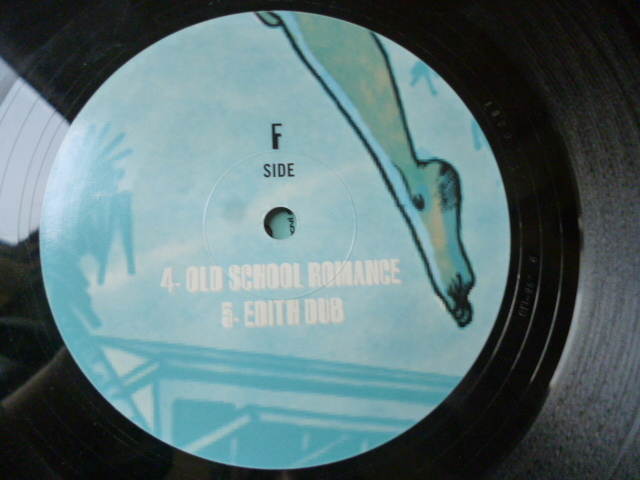 F
SIDE
4- OLD SCHOOL ROMANCE
5- EDITH DUB